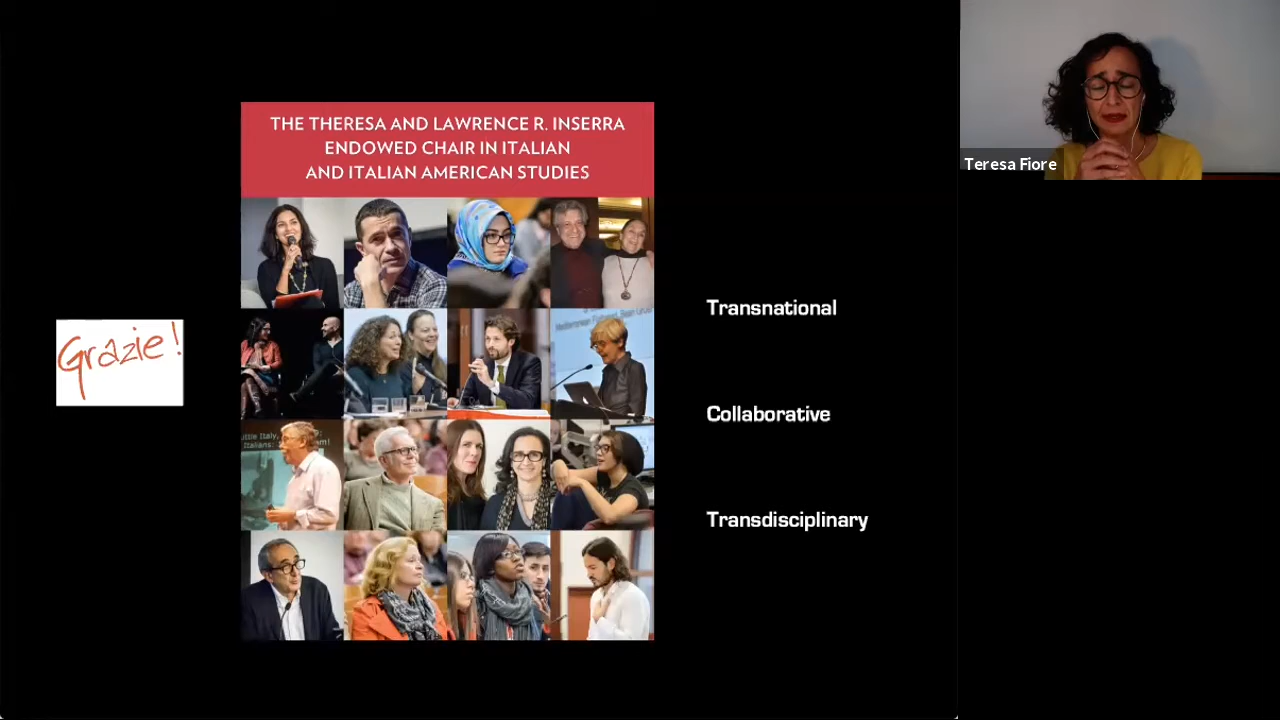 THE THERESA AND LAWRENCE R. INSERRA
ENDOWED CHAIR IN ITALIAN
AND ITALIAN AMERICAN STUDIES
Grazie!
Transnational
Collaborative
Transdisciplinary
Teresa Fiore